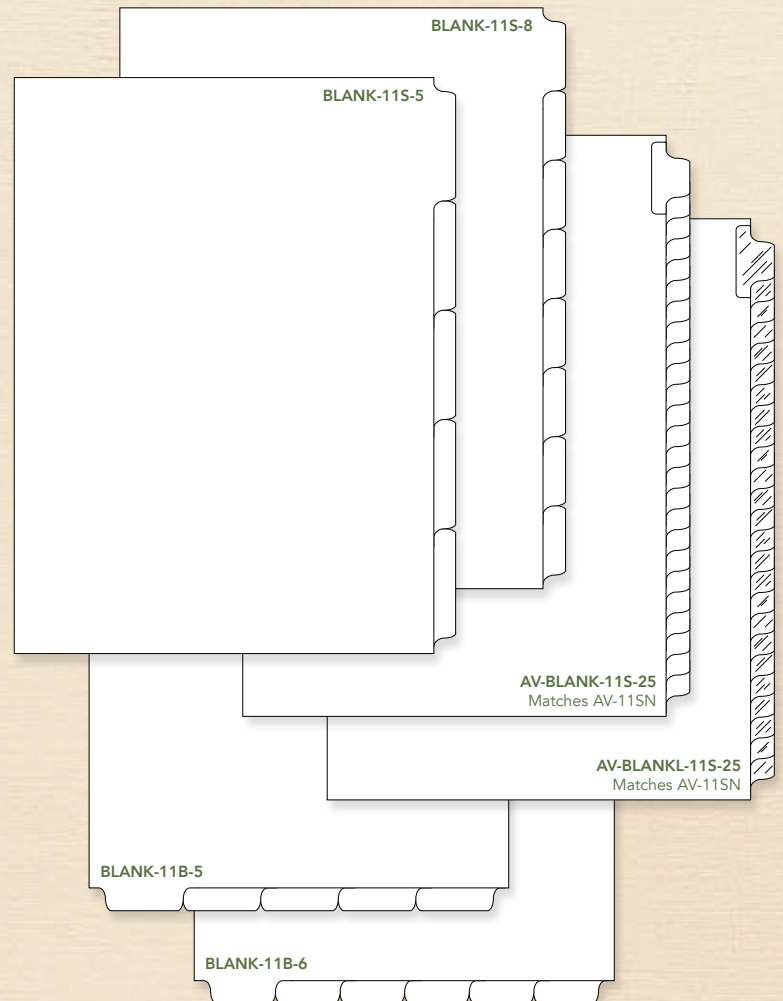 BLANK-11S-8
BLANK-11S-5
AV-BLANK-11S-25
Matches AV-11SN
AV-BLANKL-11S-25
Matches AV-11SN
BLANK-11B-5
BLANK-11B-6